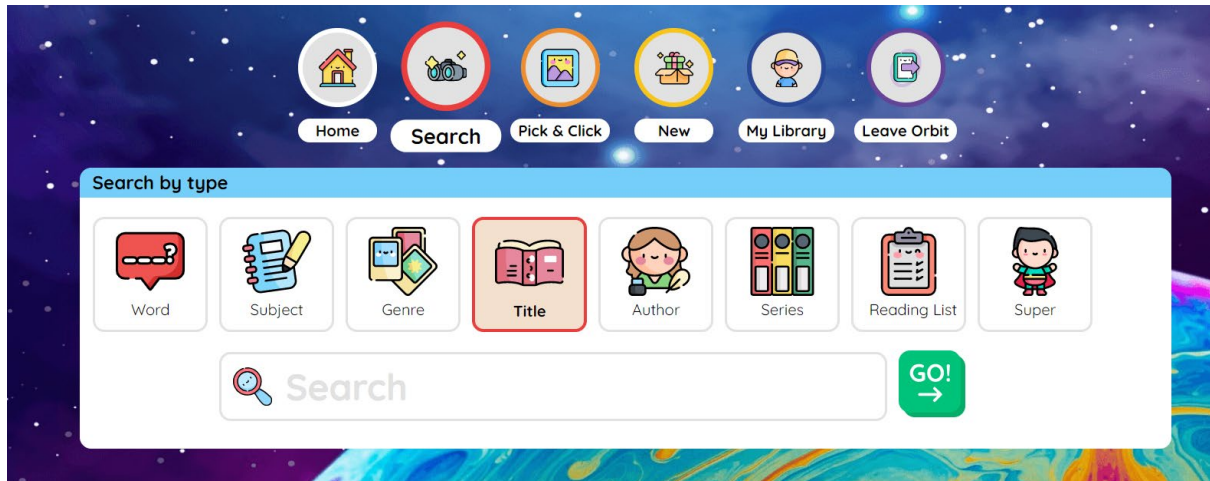 Home Search Pick & Click New My Library Leave Orbit
Search by type
?
Word Subject Genre Title Author Series Reading List Super
Search GO!